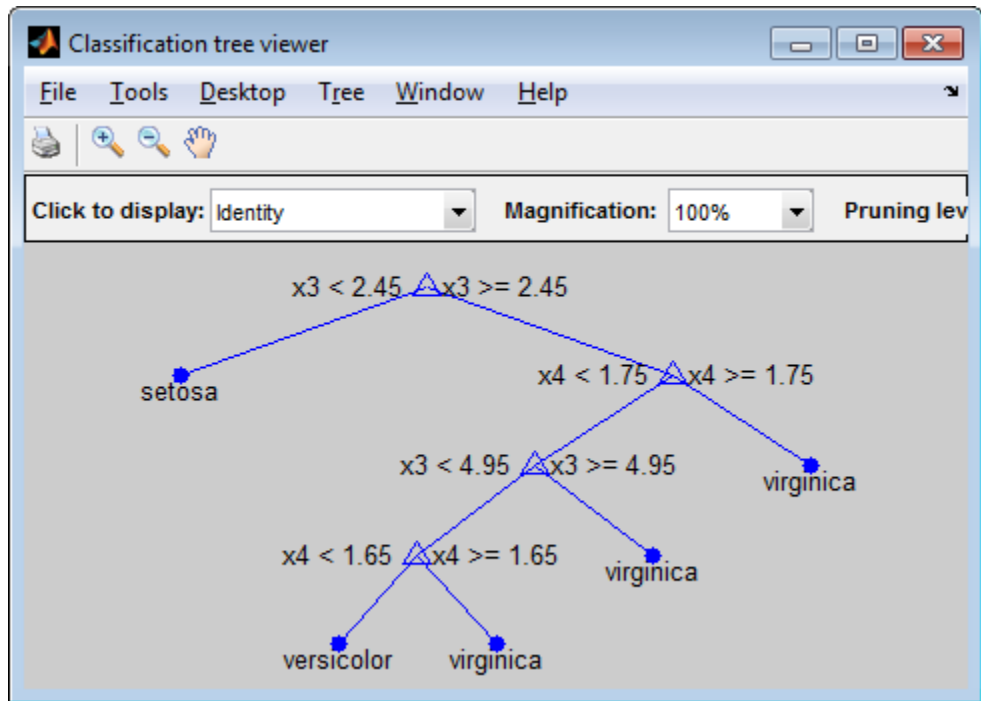 Classification tree viewer
File Tools Desktop Tree Window Help
Click to display: Identity Magnification: 100% Pruning lev
x3 < 2.45 x3 >= 2.45
setosa
x4 < 1.75 x4 >= 1.75
x3 < 4.95 x3 >= 4.95
virginica
x4 < 1.65 x4 >= 1.65
virginica
versicolor virginica